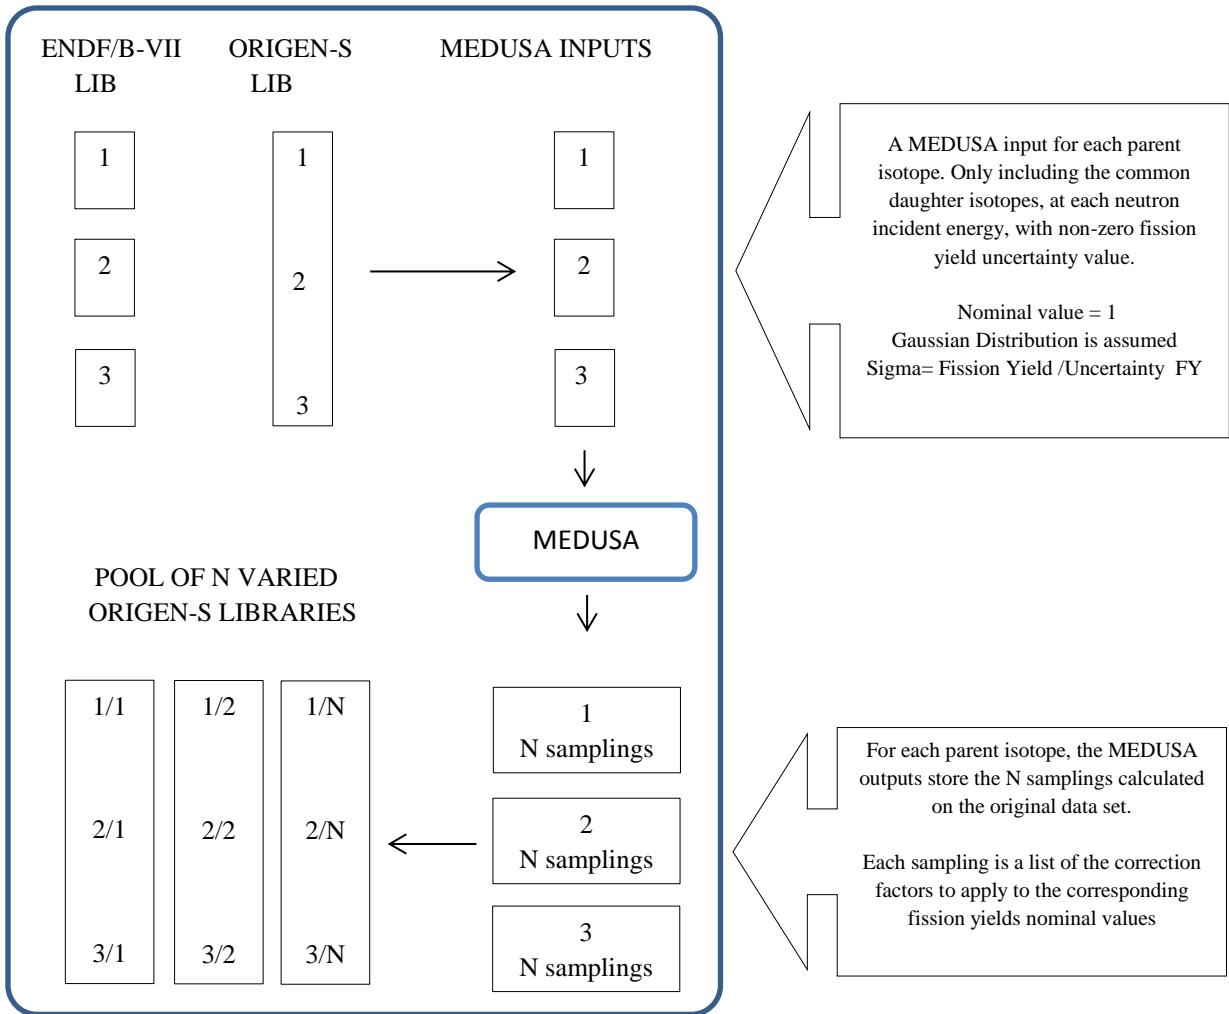 ENDF/B-VII
LIB
ORIGEN-S
LIB
MEDUSA INPUTS
1
2
3
1
2
3
1
2
3
A MEDUSA input for each parent
isotope. Only including the common
daughter isotopes, at each neutron
incident energy, with non-zero fission
yield uncertainty value.
Nominal value = 1
Gaussian Distribution is assumed
Sigma= Fission Yield /Uncertainty FY
MEDUSA
POOL OF N VARIED
ORIGEN-S LIBRARIES
1/1
2/1
3/1
1/2
2/2
3/2
1/N
2/N
3/N
1
N samplings
2
N samplings
3
N samplings
For each parent isotope, the MEDUSA
outputs store the N samplings calculated
on the original data set.
Each sampling is a list of the correction
factors to apply to the corresponding
fission yields nominal values